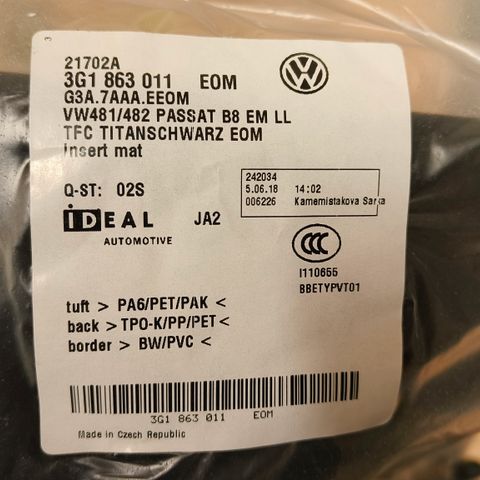 21702A
3G1 863 011 EOM
G3A.7AAA.EEOM
VW481/482 PASSAT B8 EM LL
TFC TITANSCHWARZ EOM
insert mat
Q-ST: 02S
242034
5.06.18 14:02
006226 Kamemistakova Sarka
iDEAL JA2
AUTOMOTIVE
CCC
I110666
BBETYPVT01
tuft > PA6/PET/PAK <
back > TPO-K/PP/PET <
border > BW/PVC <
3G1 863 011 EOM
Made in Czech Republic